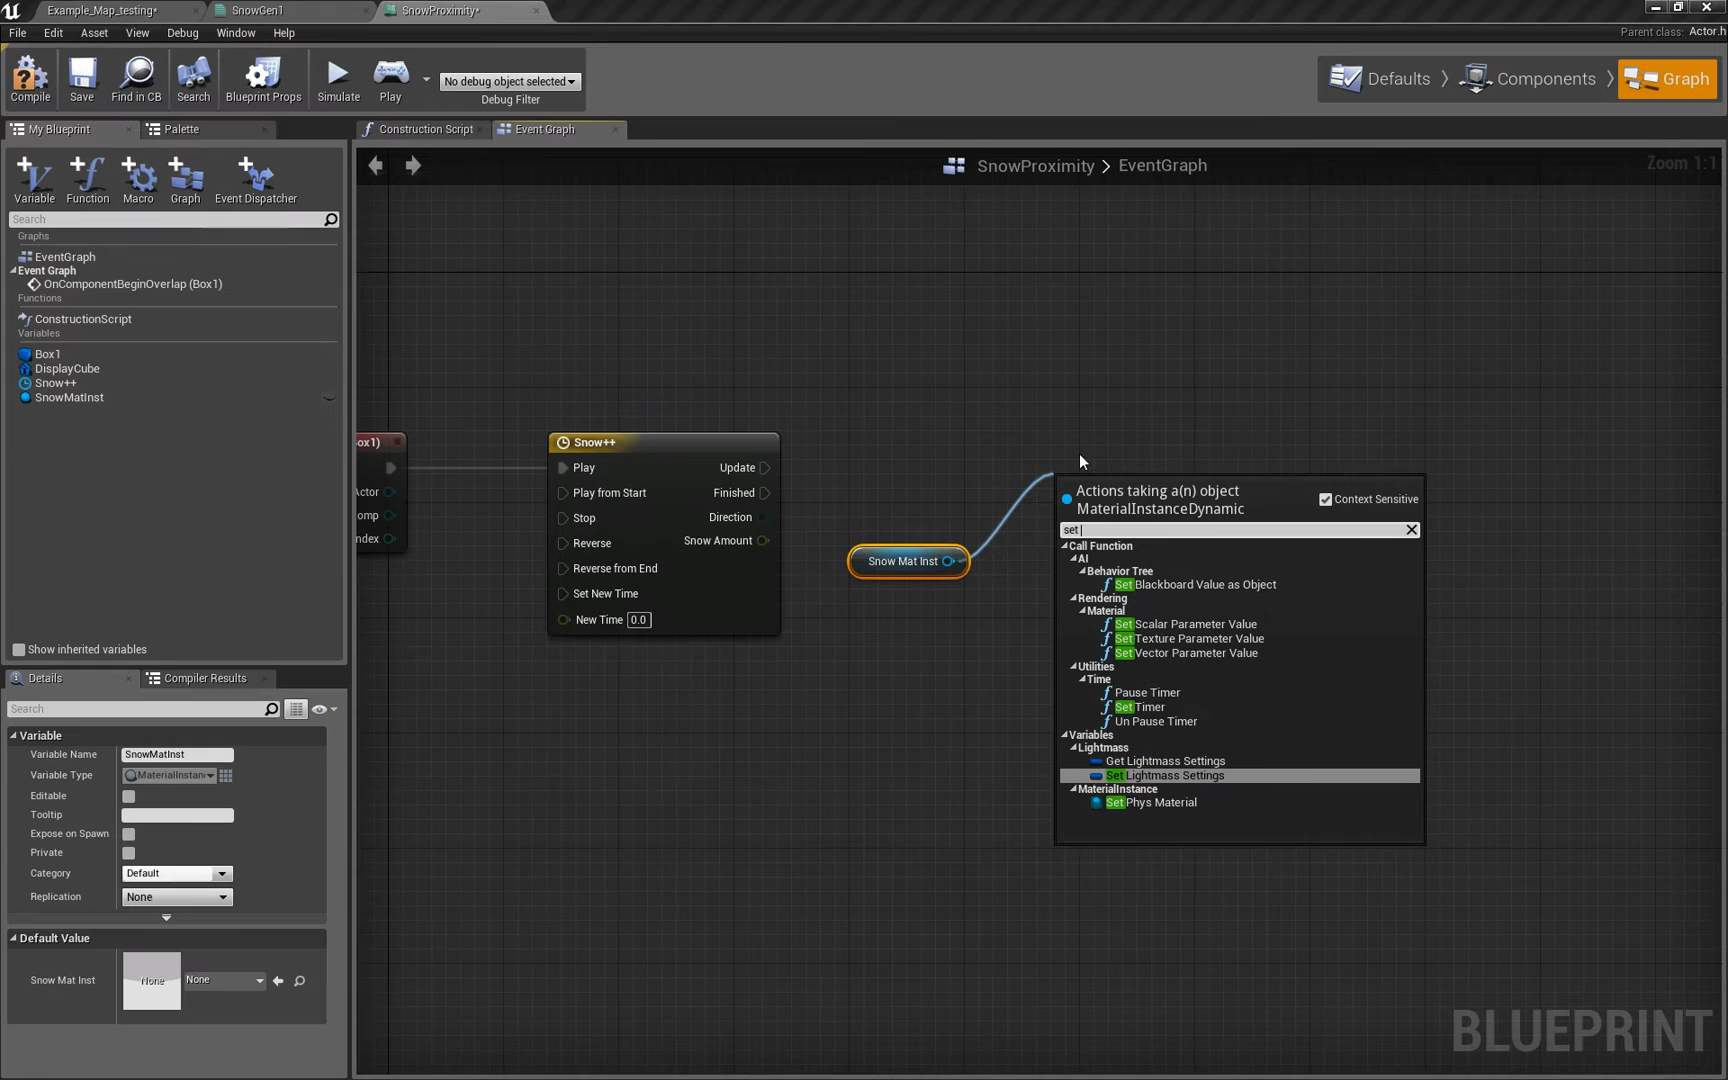 Example_Map_testing*
SnowGen1
SnowProximity*
File Edit Asset View Debug Window Help
Parent class: Actor.h
Compile Save Find in CB Search Blueprint Props Simulate Play
No debug object selected
Debug Filter
Defaults Components Graph
My Blueprint Palette
Construction Script Event Graph
Variable Function Macro Graph Event Dispatcher
SnowProximity > EventGraph
Zoom 1:1
Search
Graphs
EventGraph
Event Graph
OnComponentBeginOverlap (Box1)
Functions
ConstructionScript
Variables
Box1
DisplayCube
Snow++
SnowMatInst
Show inherited variables
ox1)
Actor
omp
ndex
Snow++
Play Update
Play from Start Finished
Stop Direction
Reverse Snow Amount
Reverse from End
Set New Time
New Time 0.0
Snow Mat Inst
Actions taking a(n) object
MaterialInstanceDynamic
Context Sensitive
set
Call Function
AI
Behavior Tree
Set Blackboard Value as Object
Rendering
Material
Set Scalar Parameter Value
Set Texture Parameter Value
Set Vector Parameter Value
Utilities
Time
Pause Timer
Set Timer
Un Pause Timer
Variables
Lightmass
Get Lightmass Settings
Set Lightmass Settings
MaterialInstance
Set Phys Material
Details Compiler Results
Search
Variable
Variable Name SnowMatInst
Variable Type MaterialInstan
Editable
Tooltip
Expose on Spawn
Private
Category Default
Replication None
Default Value
Snow Mat Inst None None
BLUEPRINT